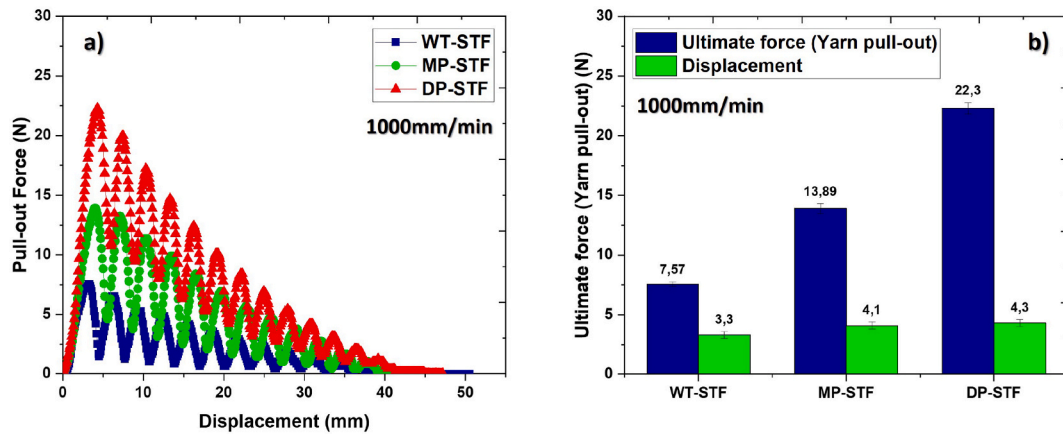 a)
WT-STF
MP-STF
DP-STF
1000mm/min
Pull-out Force (N)
30
25
20
15
10
5
0
0 10 20 30 40 50
Displacement (mm)
b)
Ultimate force (Yarn pull-out) (N)
Displacement
1000mm/min
Ultimate force (Yarn pull-out) (N)
30
25
20
15
10
5
0
7,57
3,3
13,89
4,1
22,3
4,3
WT-STF MP-STF DP-STF